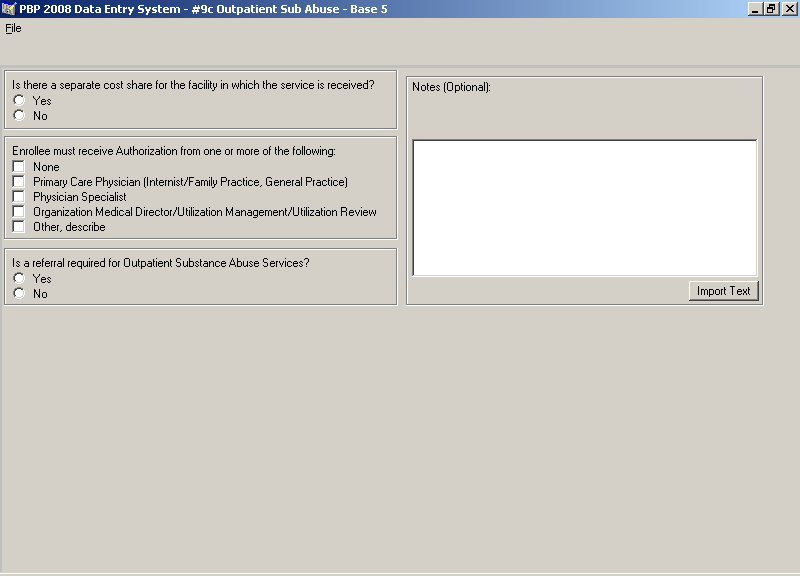 PBP 2008 Data Entry System - #9c Outpatient Sub Abuse - Base 5
File
Is there a separate cost share for the facility in which the service is received?
Yes
No
Enrollee must receive Authorization from one or more of the following:
None
Primary Care Physician (Internist/Family Practice, General Practice)
Physician Specialist
Organization Medical Director/Utilization Management/Utilization Review
Other, describe
Is a referral required for Outpatient Substance Abuse Services?
Yes
No
Notes (Optional):
Import Text